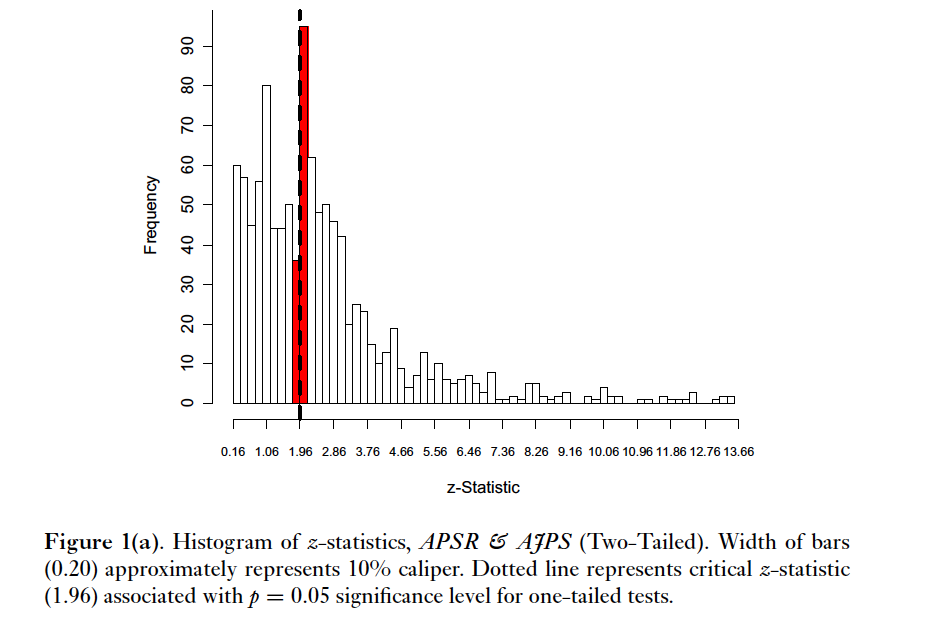 90
80
70
60
50
40
30
20
10
0
Frequency
0.16 1.06 1.96 2.86 3.76 4.66 5.56 6.46 7.36 8.26 9.16 10.06 10.96 11.86 12.76 13.66
z-Statistic
Figure 1(a). Histogram of z-statistics, APSR & AJPS (Two-Tailed). Width of bars
(0.20) approximately represents 10% caliper. Dotted line represents critical z-statistic
(1.96) associated with p = 0.05 significance level for one-tailed tests.